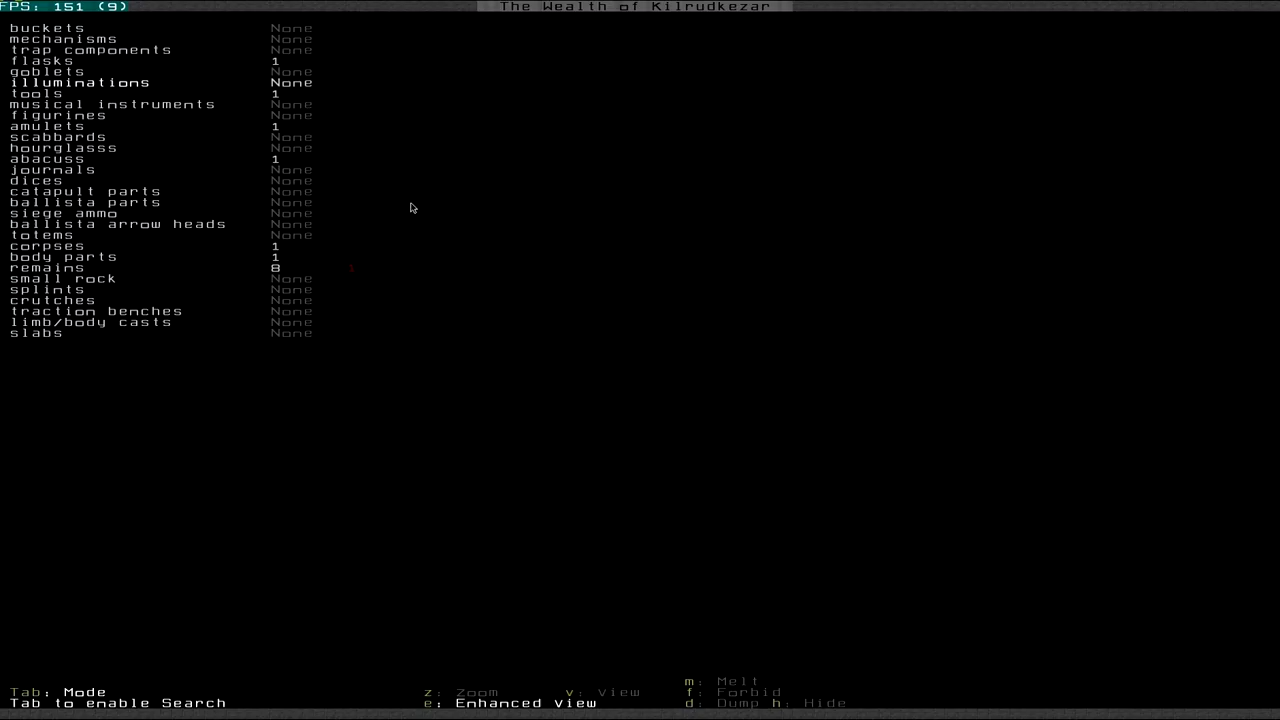 FPS: 151 (9) The Wealth of Kilrudkezar
buckets None
mechanisms None
trap components None
flasks 1
goblets None
illuminations None
tools 1
musical instruments None
figurines None
amulets 1
scabbards None
hourglasss None
abacuss 1
journals None
dices None
catapult parts None
ballista parts None
siege ammo None
ballista arrow heads None
totems None
corpses 1
body parts 1
remains 8 1
small rock None
splints None
crutches None
traction benches None
limb/body casts None
slabs None
m: Melt
Tab: Mode z: Zoom v: View f: Forbid
Tab to enable Search e: Enhanced View d: Dump h: Hide